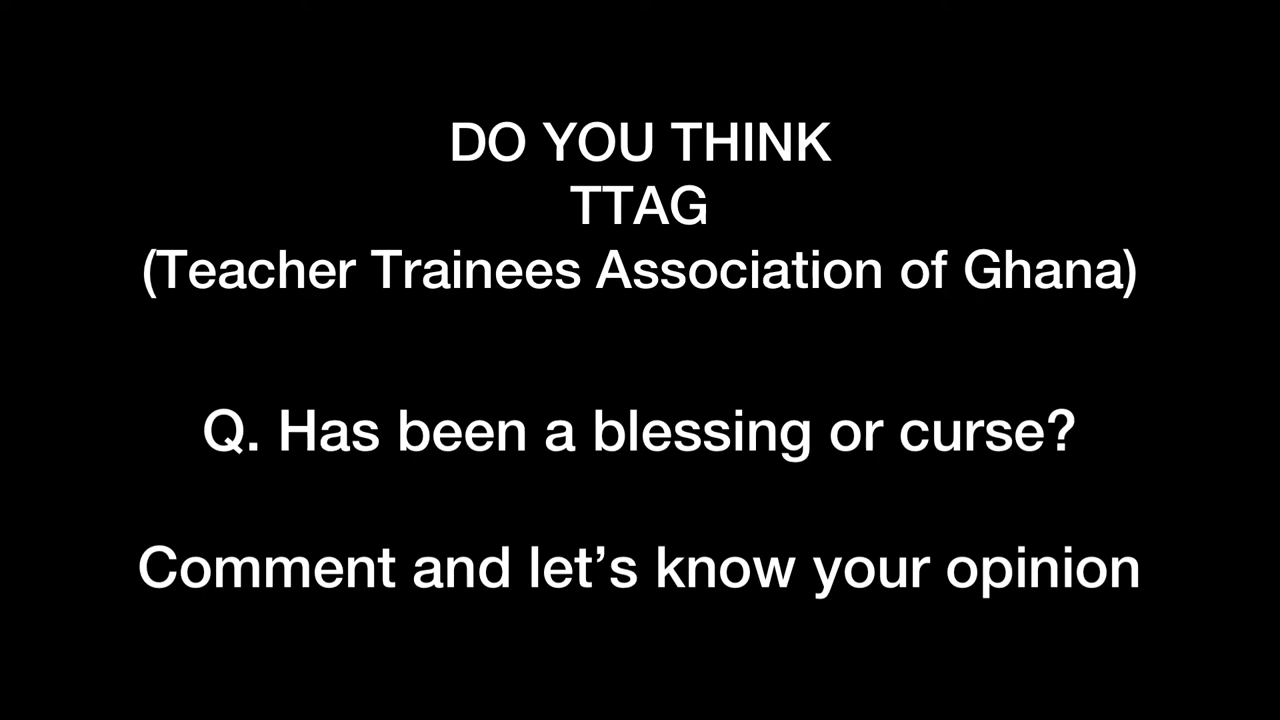 DO YOU THINK
TTAG
(Teacher Trainees Association of Ghana)
Q. Has been a blessing or curse?
Comment and let’s know your opinion